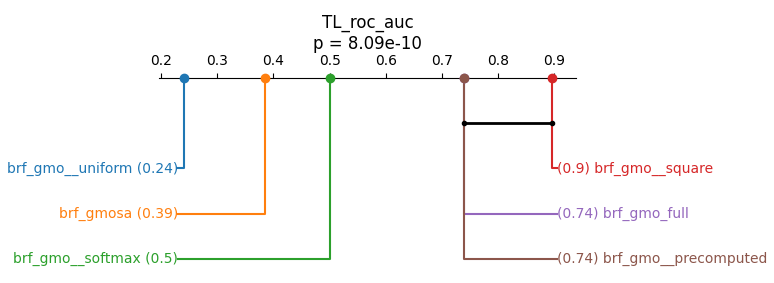 TL_roc_auc
p = 8.09e-10
0.2 0.3 0.4 0.5 0.6 0.7 0.8 0.9
brf_gmo__uniform (0.24)
(0.9) brf_gmo__square
brf_gmosa (0.39)
(0.74) brf_gmo_full
brf_gmo__softmax (0.5)
(0.74) brf_gmo__precomputed